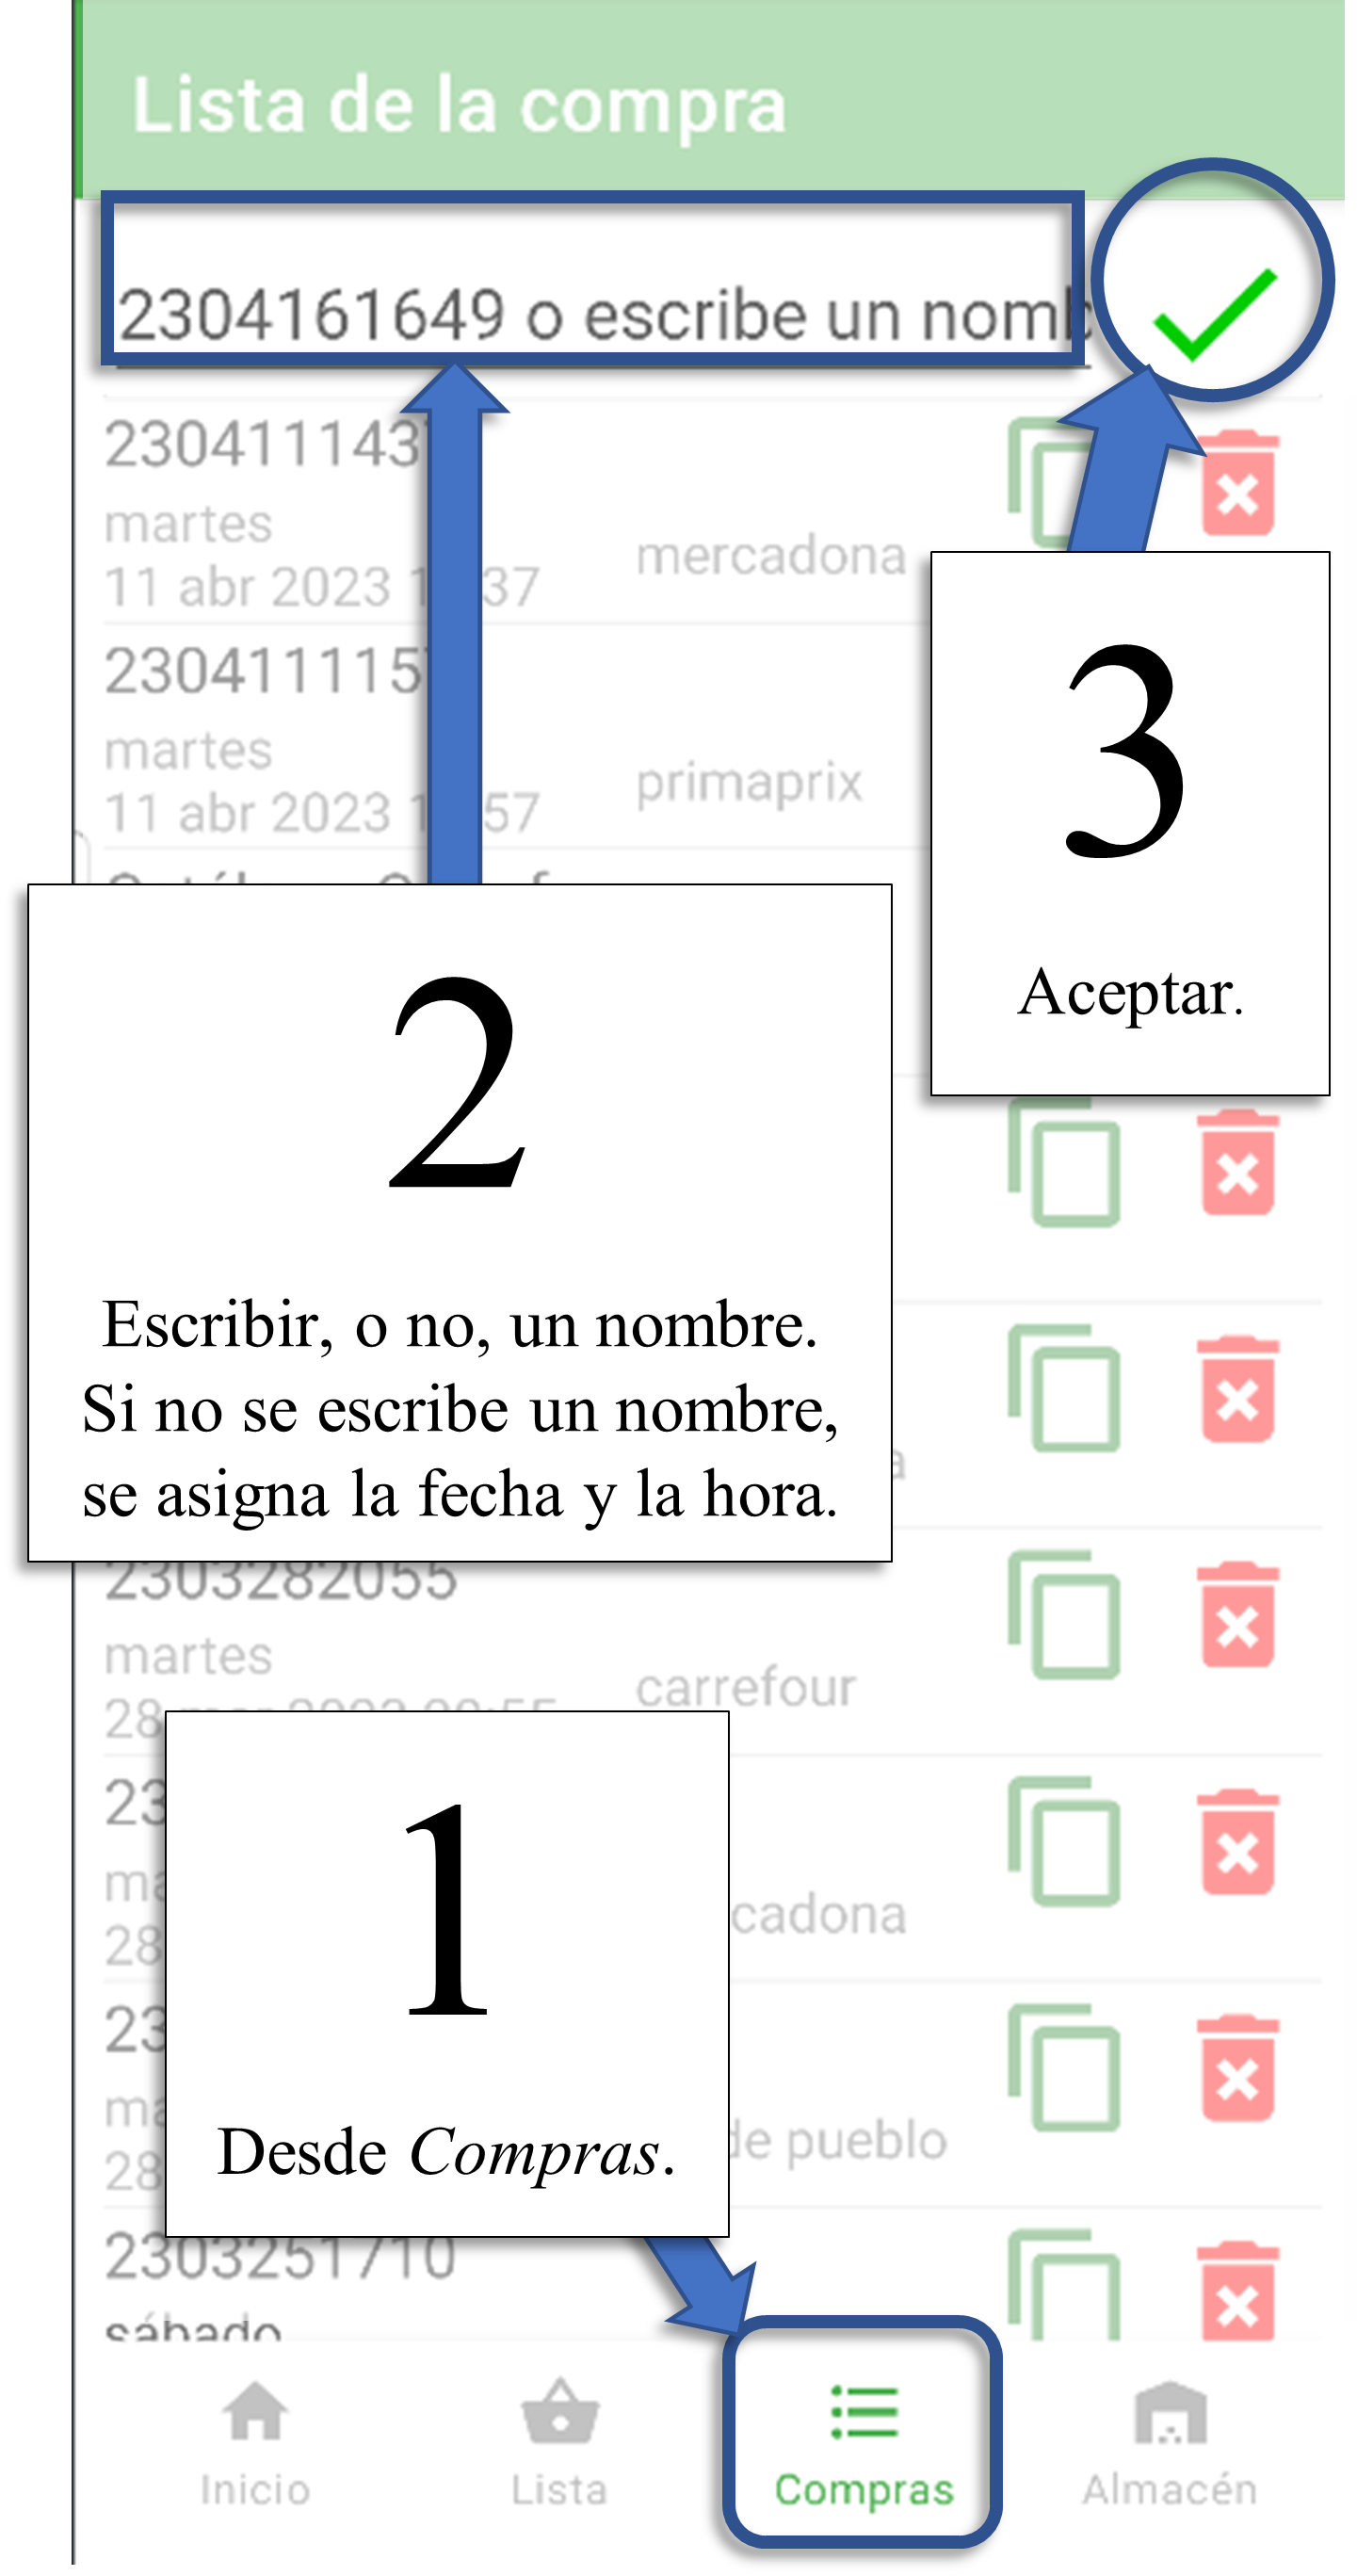 Lista de la compra
2304161649 o escribe un nomb
230411143
martes
mercadona
11 abr 2023 1 37
230411115
martes
primaprix
11 abr 2023 1 57
3
Aceptar.
2
Escribir, o no, un nombre.
Si no se escribe un nombre,
se asigna la fecha y la hora.
2303282055
martes
carrefour
28
23
28
cadona
1
Desde Compras.
23
28
de pueblo
2303251710
sábado
Inicio
Lista
Compras
Almacén